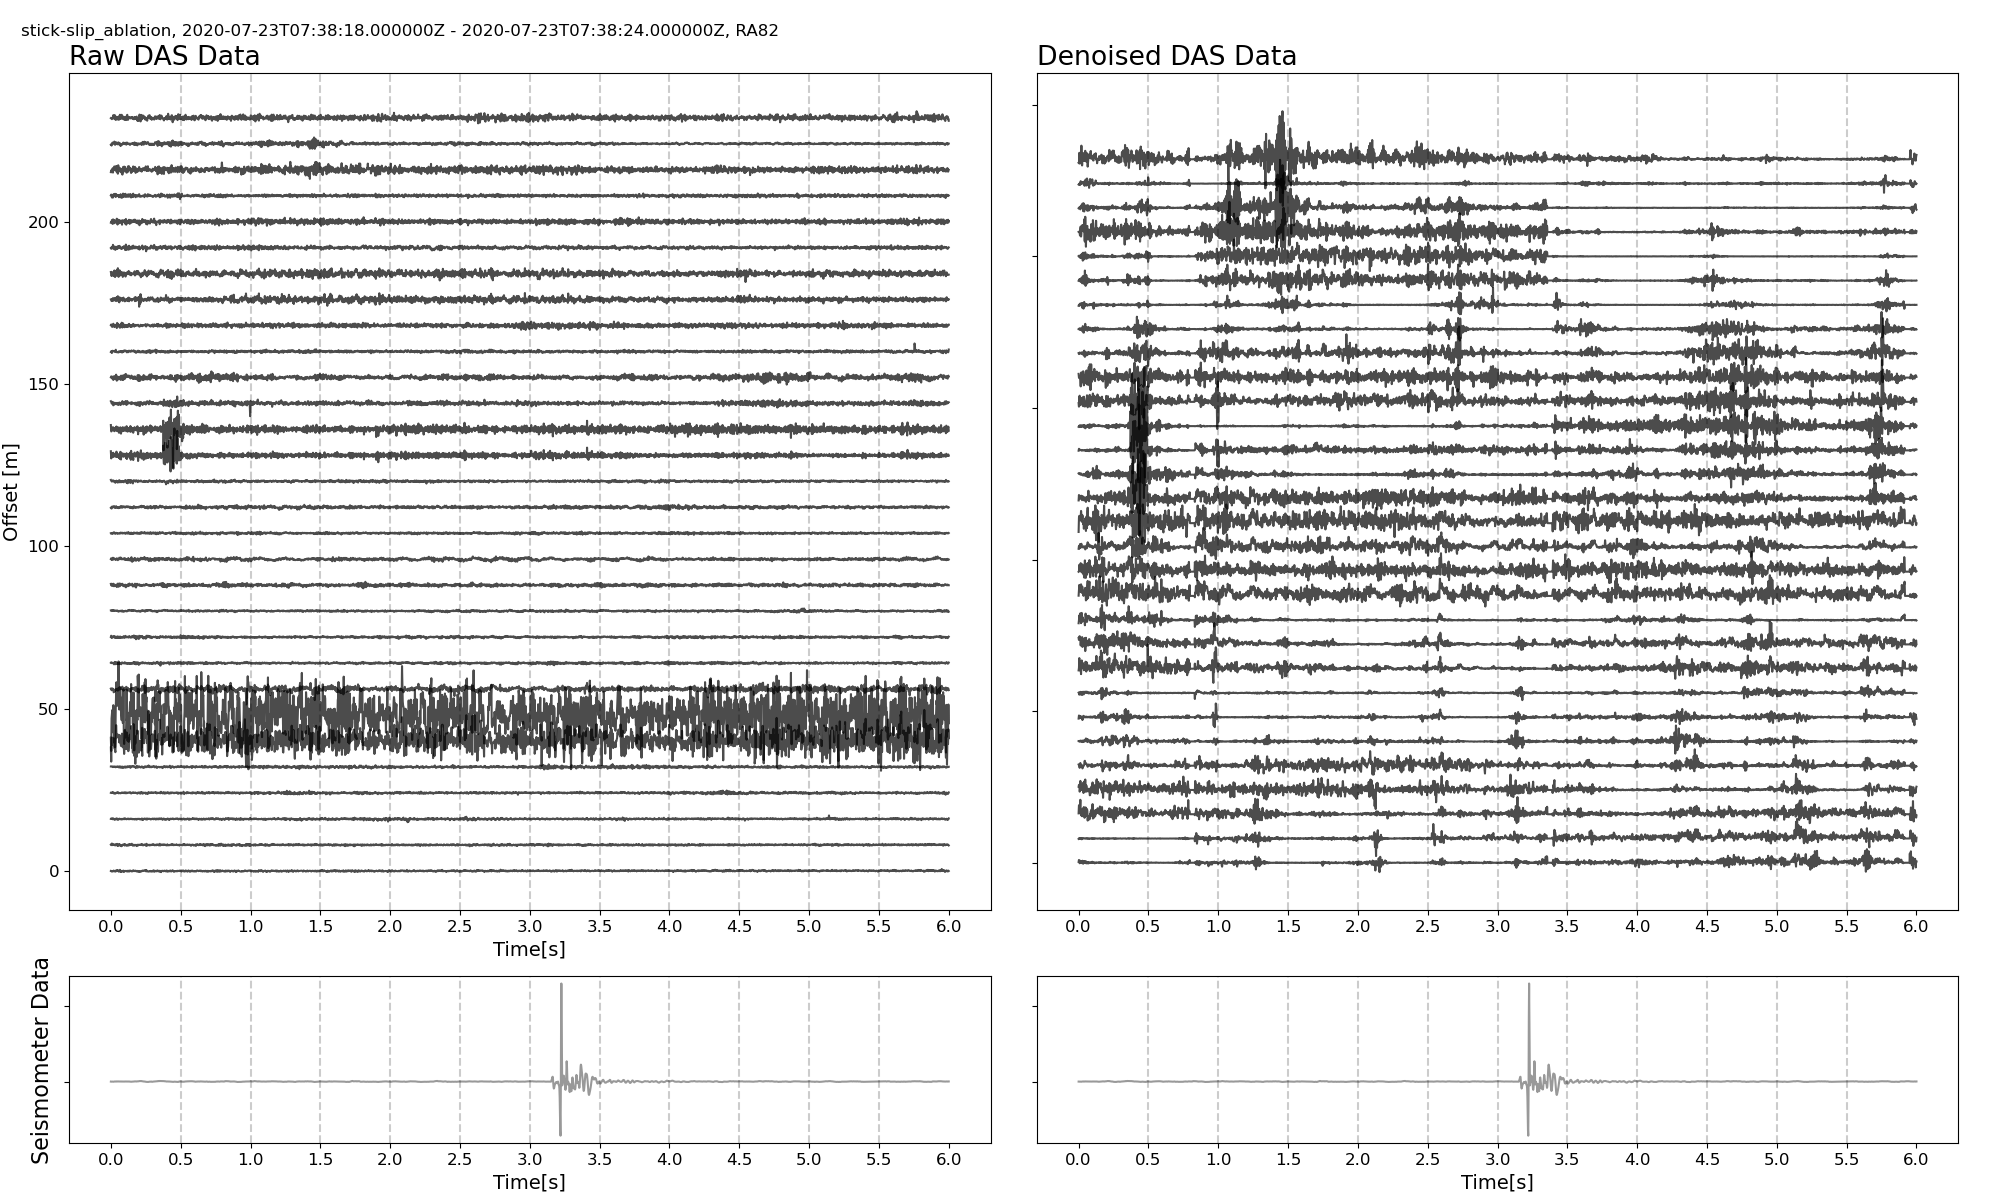 stick-slip_ablation, 2020-07-23T07:38:18.000000Z - 2020-07-23T07:38:24.000000Z, RA82
Raw DAS Data
Denoised DAS Data
Offset [m]
200
150
100
50
0
0.0 0.5 1.0 1.5 2.0 2.5 3.0 3.5 4.0 4.5 5.0 5.5 6.0
Time[s]
0.0 0.5 1.0 1.5 2.0 2.5 3.0 3.5 4.0 4.5 5.0 5.5 6.0
Seismometer Data
0.0 0.5 1.0 1.5 2.0 2.5 3.0 3.5 4.0 4.5 5.0 5.5 6.0
Time[s]
0.0 0.5 1.0 1.5 2.0 2.5 3.0 3.5 4.0 4.5 5.0 5.5 6.0
Time[s]